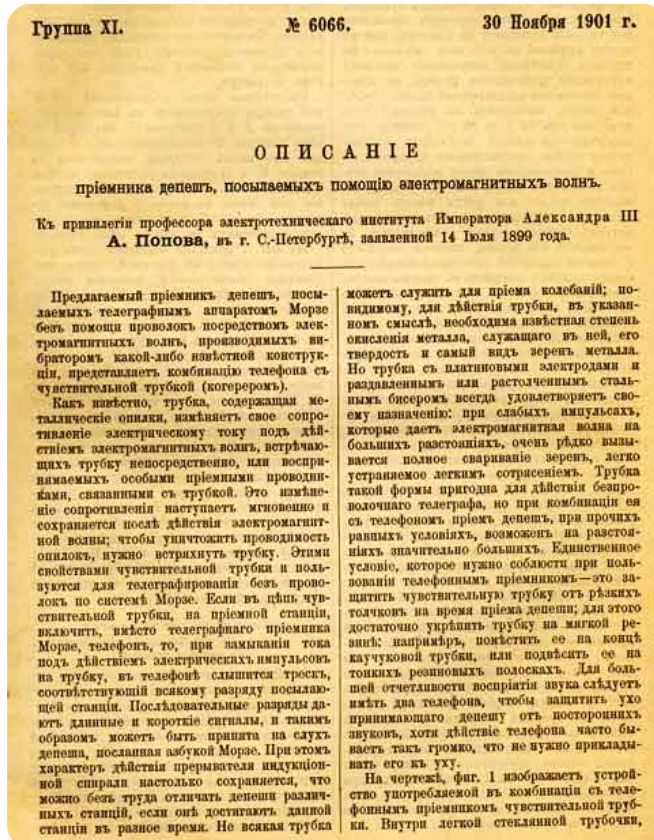 Группа XI.
№ 6066.
30 Ноября 1901 г.
ОПИСАНІЕ
пріемника депешъ, посылаемыхъ помощію электромагнитныхъ волнъ.
Къ привилегіи профессора электротехническаго института Императора Александра III
А. Попова, въ г. С.-Петербургѣ, заявленной 14 Іюля 1899 года.
Предлагаемый пріемникъ депешъ, посы-
лаемыхъ телеграфнымъ аппаратомъ Морзе
безъ помощи проволокъ посредствомъ элек-
тромагнитныхъ волнъ, производимыхъ ви-
браторомъ какой-либо извѣстной конструк-
ціи, представляетъ комбинацію телефона съ
чувствительной трубкой (когереромъ).
Какъ извѣстно, трубка, содержащая ме-
таллическіе опилки, измѣняетъ свое сопро-
тивленіе электрическому току подъ дѣй-
ствіемъ электромагнитныхъ волнъ, встрѣчаю-
щихъ трубку непосредственно, или воспри-
нимаемыхъ особыми пріемными проводни-
ками, связанными съ трубкой. Это измѣне-
ніе сопротивленія наступаетъ мгновенно и
сохраняется послѣ дѣйствія электромагнит-
ной волны; чтобы уничтожить проводимость
опилокъ, нужно встряхнуть трубку. Этими
свойствами чувствительной трубки и поль-
зуются для телеграфированія безъ прово-
локъ по системѣ Морзе. Если въ цѣпь чув-
ствительной трубки, на пріемной станціи,
включить, вмѣсто телеграфнаго пріемника
Морзе, телефонъ, то, при замыканіи тока
подъ дѣйствіемъ электрическихъ импульсовъ
на трубку, въ телефонѣ слышится трескъ,
соотвѣтствующій всякому разряду посылаю-
щей станціи. Послѣдовательные разряды да-
ютъ длинные и короткіе сигналы, и такимъ
образомъ можетъ быть принята на слухъ
депеша, посланная азбукой Морзе. При этомъ
характеръ дѣйствія прерывателя индукціон-
ной спирали настолько сохраняется, что
можно безъ труда отличать депеши различ-
ныхъ станцій, если онѣ достигаютъ данной
станціи въ разное время. Не всякая трубка
можетъ служить для пріема колебаній; по-
видимому, для дѣйствія трубки, въ указан-
номъ смыслѣ, необходима извѣстная степень
окисленія металла, служащаго въ ней, его
твердость и самый видъ зеренъ металла.
Но трубка съ платиновыми электродами и
раздавленнымъ или растолченнымъ сталь-
нымъ бисеромъ всегда удовлетворяетъ сво-
ему назначенію: при слабыхъ импульсахъ,
которые даетъ электромагнитная волна на
большихъ разстояніяхъ, очень рѣдко вызы-
вается полное свариваніе зеренъ, легко
устраняемое легкимъ сотрясеніемъ. Трубка
такой формы пригодна для дѣйствія безпро-
волочнаго телеграфа, но при комбинаціи ея
съ телефономъ пріемъ депешъ, при прочихъ
равныхъ условіяхъ, возможенъ на разстоя-
ніяхъ значительно большихъ. Единственное
условіе, которое нужно соблюсти при поль-
зованіи телефоннымъ пріемникомъ—это за-
щитить чувствительную трубку отъ рѣзкихъ
толчковъ на время пріема депеши; для этого
достаточно укрѣпить трубку на мягкой ре-
винѣ: напримѣръ, помѣстить ее на концѣ
каучуковой трубки, или подвѣсить ее на
тонкихъ резиновыхъ полоскахъ. Для боль-
шей отчетливости воспріятія звука слѣдуетъ
имѣть два телефона, чтобы защитить ухо
принимающаго депешу отъ постороннихъ
звуковъ, хотя дѣйствіе телефона часто бы-
ваетъ такъ громко, что не нужно приклады-
вать его къ уху.
На чертежѣ, фиг. 1 изображаетъ устрой-
ство употребляемой въ комбинаціи съ теле-
фоннымъ пріемникомъ чувствительной труб-
ки. Внутри легкой стеклянной трубочки,